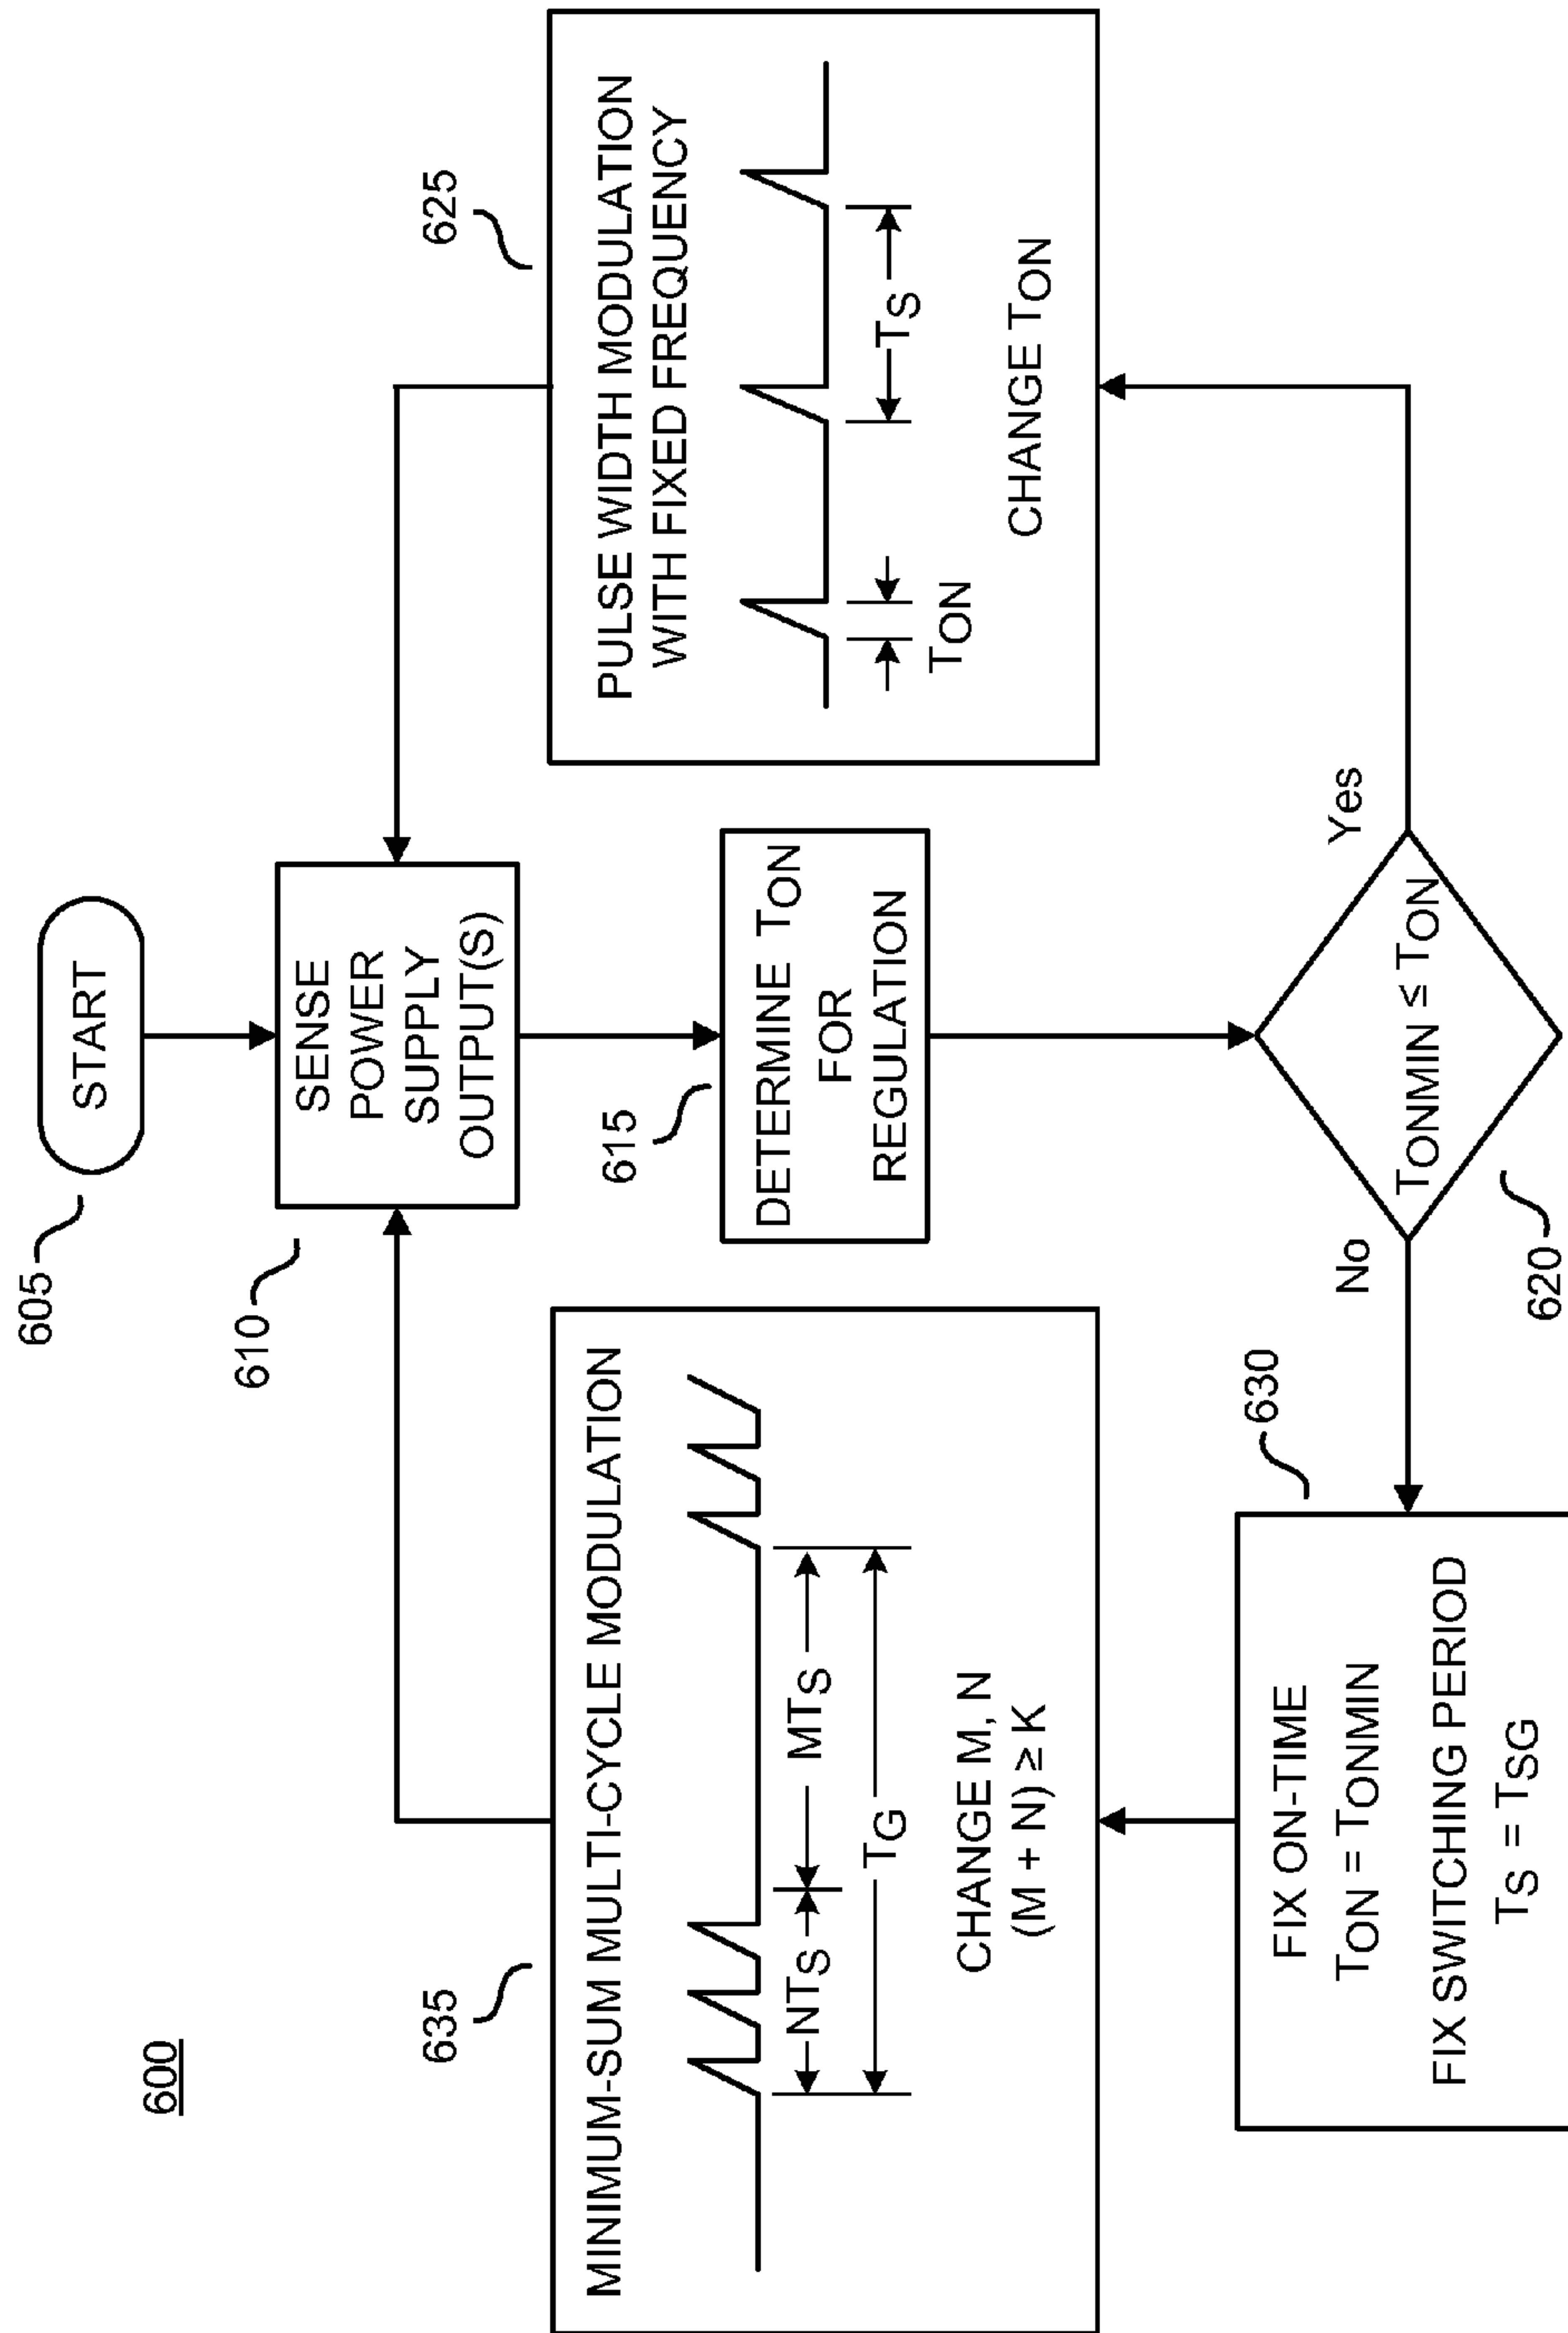 600
605
START
610
SENSE
POWER
SUPPLY
OUTPUT(S)
615
DETERMINE TON
FOR
REGULATION
620
TONMIN ≤ TON
Yes
No
625
PULSE WIDTH MODULATION
WITH FIXED FREQUENCY
TON
TS
CHANGE TON
630
FIX ON-TIME
TON = TONMIN
FIX SWITCHING PERIOD
TS = TSG
635
MINIMUM-SUM MULTI-CYCLE MODULATION
NTS
MTS
TG
CHANGE M, N
(M + N) ≥ K